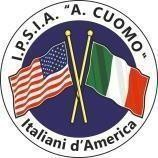 I.P.S.I.A. "A. CUOMO"
Italiani d'America